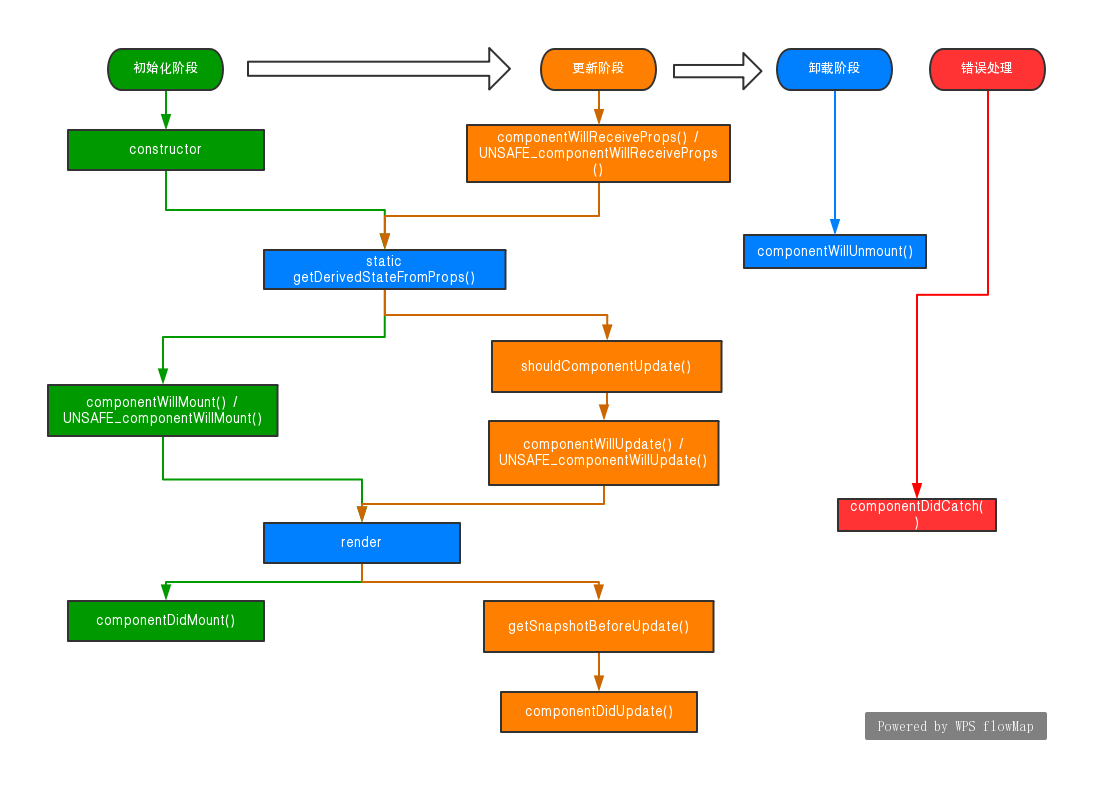 初始化阶段
更新阶段
卸载阶段
错误处理
constructor
componentWillReceiveProps() /
UNSAFE_componentWillReceiveProps
()
static
getDerivedStateFromProps()
componentWillUnmount()
shouldComponentUpdate()
componentWillMount() /
UNSAFE_componentWillMount()
componentWillUpdate() /
UNSAFE_componentWillUpdate()
componentDidCatch(
)
render
componentDidMount()
getSnapshotBeforeUpdate()
componentDidUpdate()
Powered by WPS flowMap